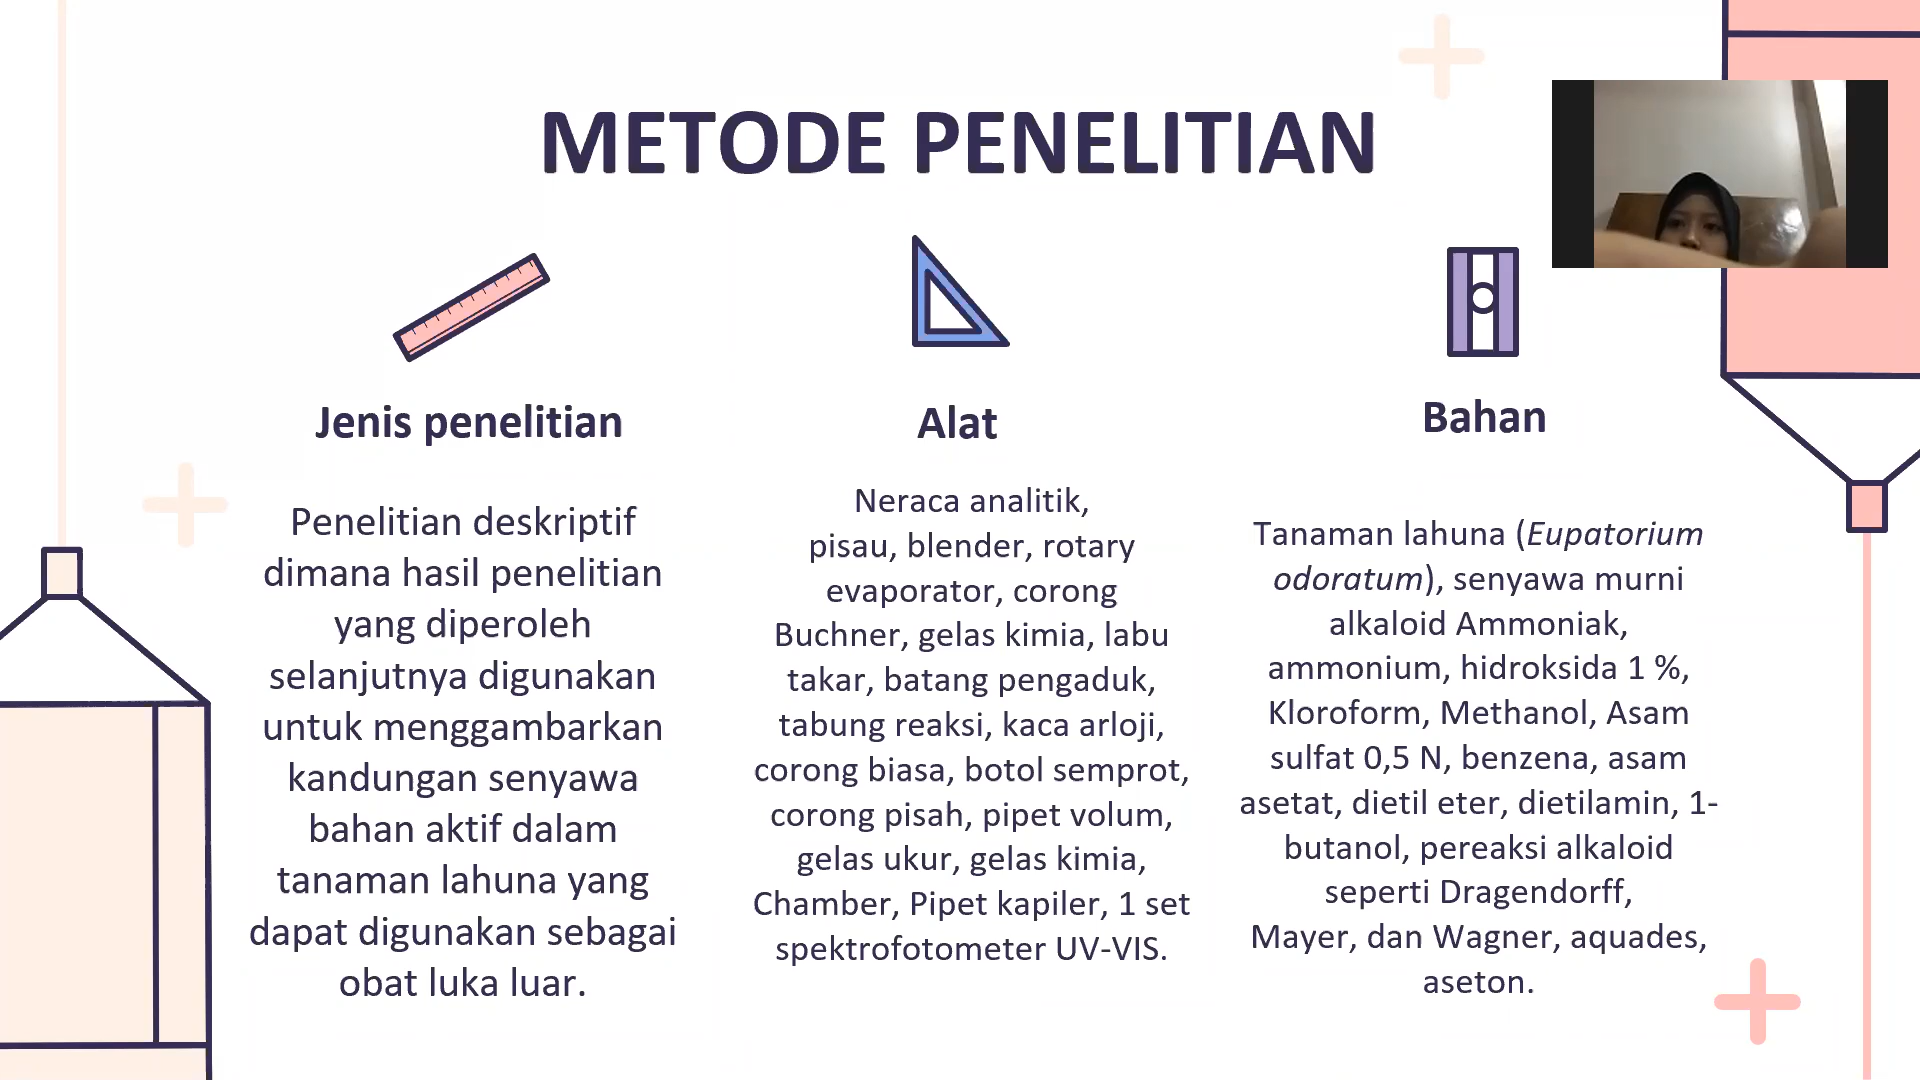 METODE PENELITIAN
Jenis penelitian
Penelitian deskriptif
dimana hasil penelitian
yang diperoleh
selanjutnya digunakan
untuk menggambarkan
kandungan senyawa
bahan aktif dalam
tanaman lahuna yang
dapat digunakan sebagai
obat luka luar.
Alat
Neraca analitik,
pisau, blender, rotary
evaporator, corong
Buchner, gelas kimia, labu
takar, batang pengaduk,
tabung reaksi, kaca arloji,
corong biasa, botol semprot,
corong pisah, pipet volum,
gelas ukur, gelas kimia,
Chamber, Pipet kapiler, 1 set
spektrofotometer UV-VIS.
Bahan
Tanaman lahuna (Eupatorium
odoratum), senyawa murni
alkaloid Ammoniak,
ammonium, hidroksida 1 %,
Kloroform, Methanol, Asam
sulfat 0,5 N, benzena, asam
asetat, dietil eter, dietilamin, 1-
butanol, pereaksi alkaloid
seperti Dragendorff,
Mayer, dan Wagner, aquades,
aseton.